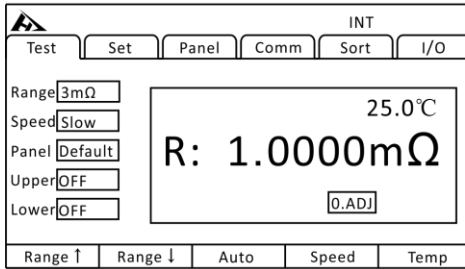 INT
Test Set Panel Comm Sort I/O
Range 3mΩ
Speed Slow
Panel Default
Upper OFF
Lower OFF
25.0℃
R: 1.0000mΩ
0.ADJ
Range↑ Range↓ Auto Speed Temp